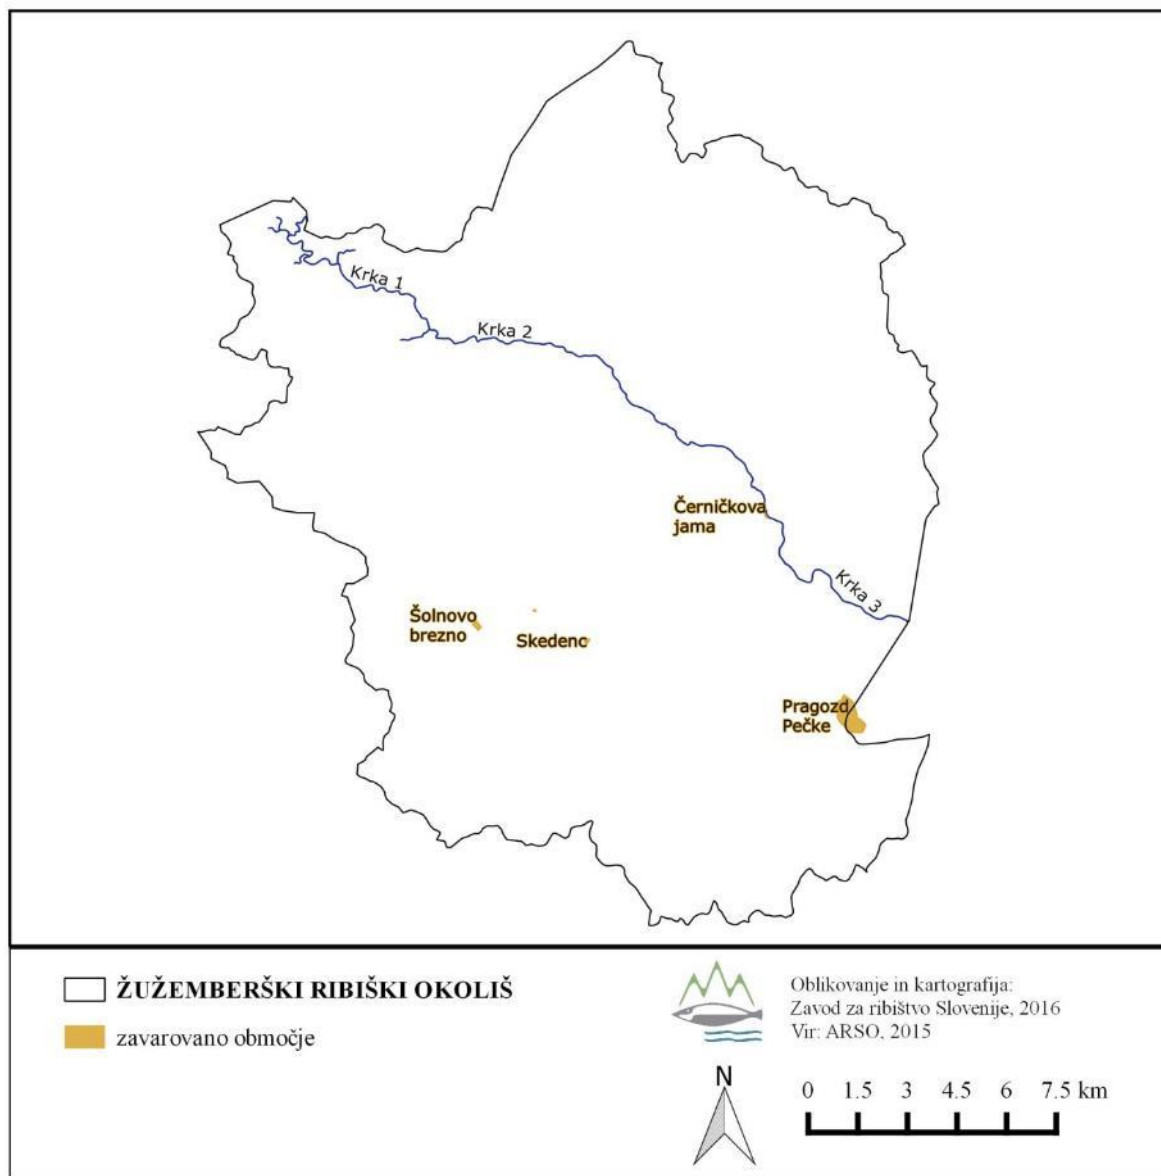 Krka 1
Krka 2
Černičkova
jama
Krka 3
Šolnovo
brezno
Skedenc
Pragozd
Pečke
ŽUŽEMBERŠKI RIBIŠKI OKOLIŠ
zavarovano območje
Oblikovanje in kartografija:
Zavod za ribištvo Slovenije, 2016
Vir: ARSO, 2015
N
0 1.5 3 4.5 6 7.5 km